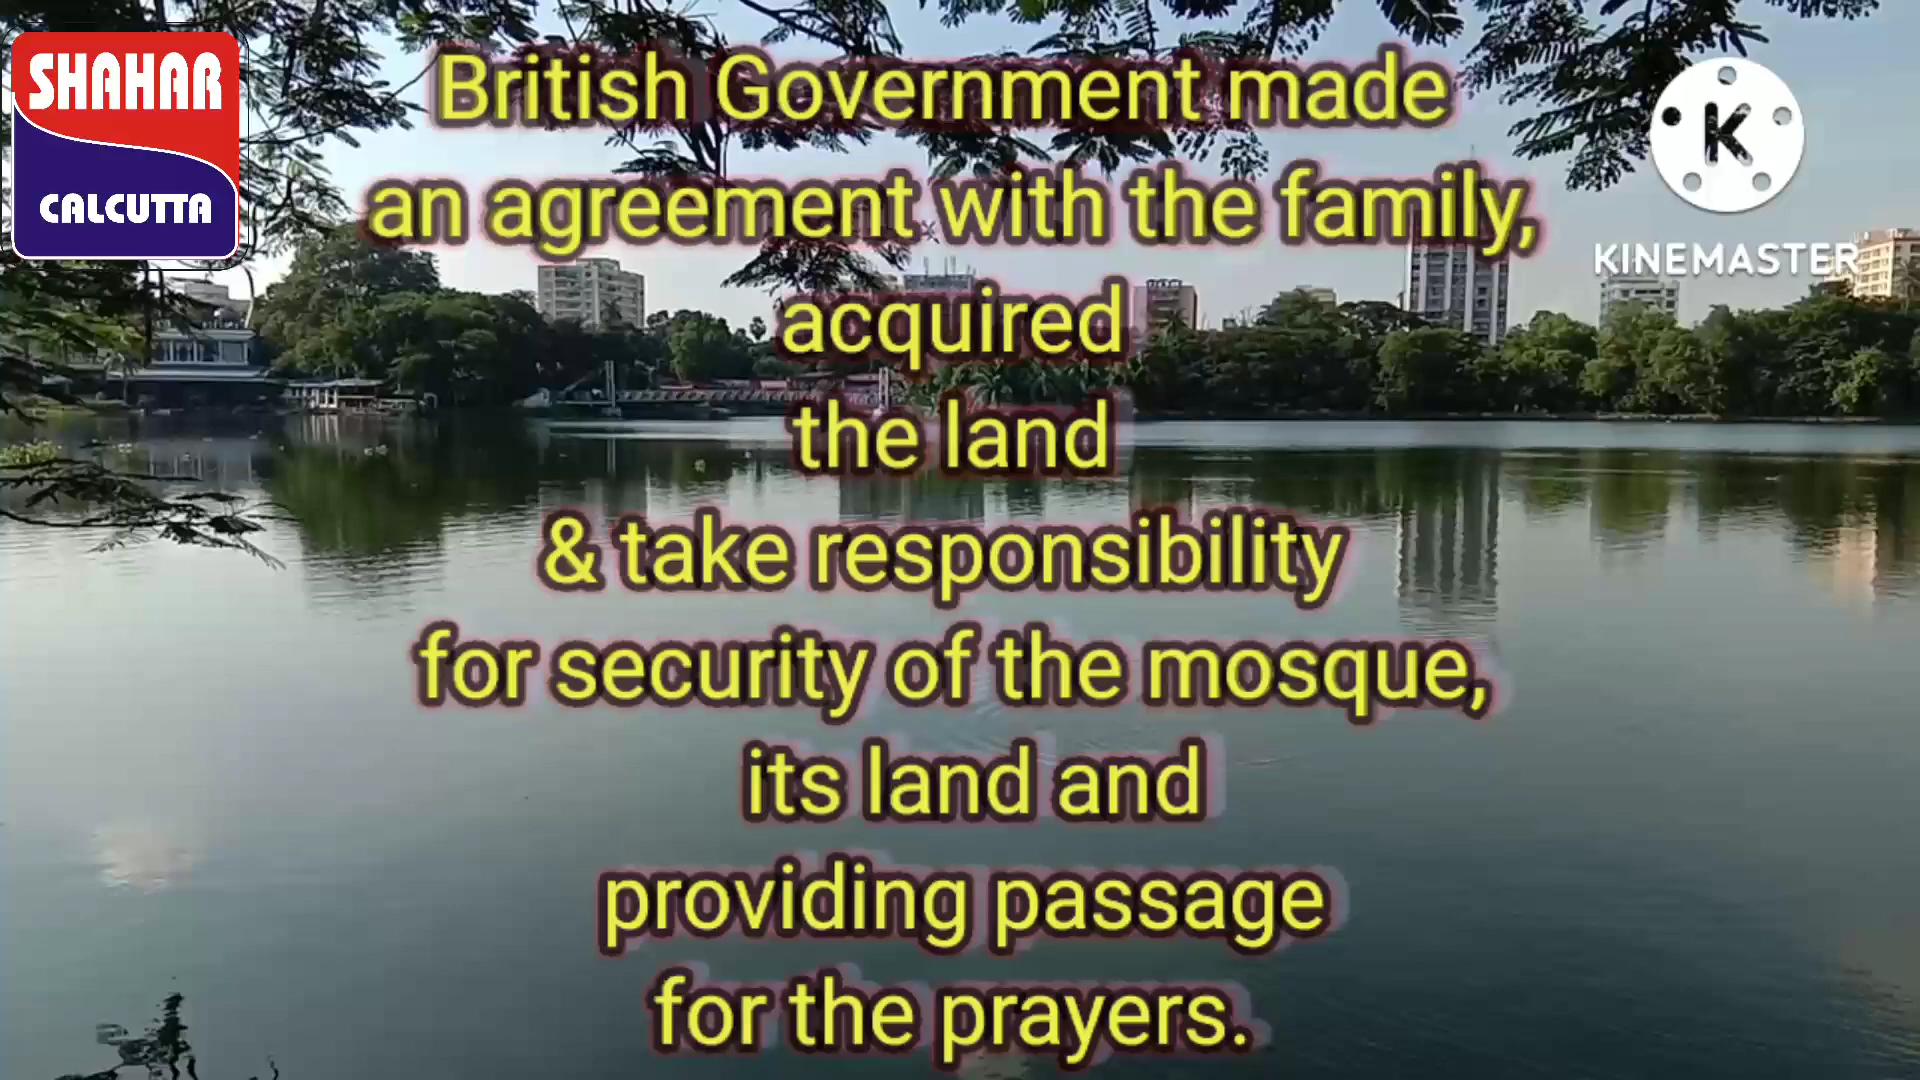 SHAHAR
CALCUTTA
K
KINEMASTER
British Government made
an agreement with the family,
acquired
the land
& take responsibility
for security of the mosque,
its land and
providing passage
for the prayers.